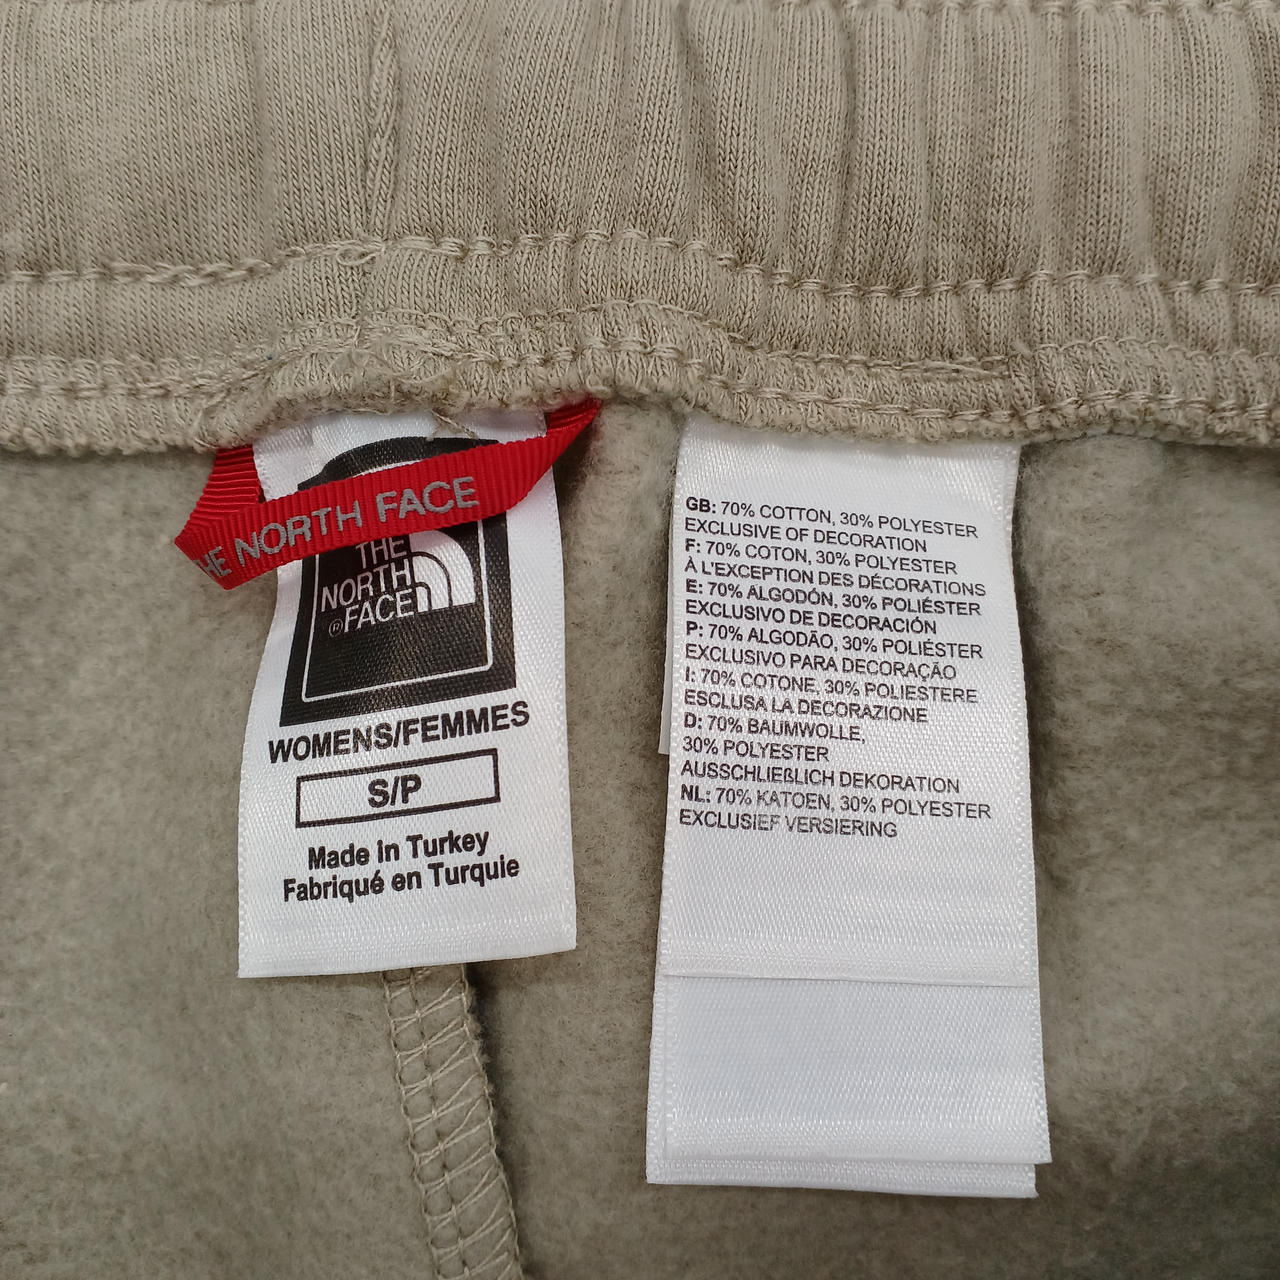 THE NORTH FACE
THE
NORTH
FACE
®
WOMENS/FEMMES
S/P
Made in Turkey
Fabriqué en Turquie
GB: 70% COTTON, 30% POLYESTER
EXCLUSIVE OF DECORATION
F: 70% COTON, 30% POLYESTER
À L'EXCEPTION DES DÉCORATIONS
E: 70% ALGODÓN, 30% POLIÉSTER
EXCLUSIVO DE DECORACIÓN
P: 70% ALGODÃO, 30% POLIÉSTER
EXCLUSIVO PARA DECORAÇÃO
I: 70% COTONE, 30% POLIESTERE
ESCLUSA LA DECORAZIONE
D: 70% BAUMWOLLE,
30% POLYESTER
AUSSCHLIEßLICH DEKORATION
NL: 70% KATOEN, 30% POLYESTER
EXCLUSIEF VERSIERING